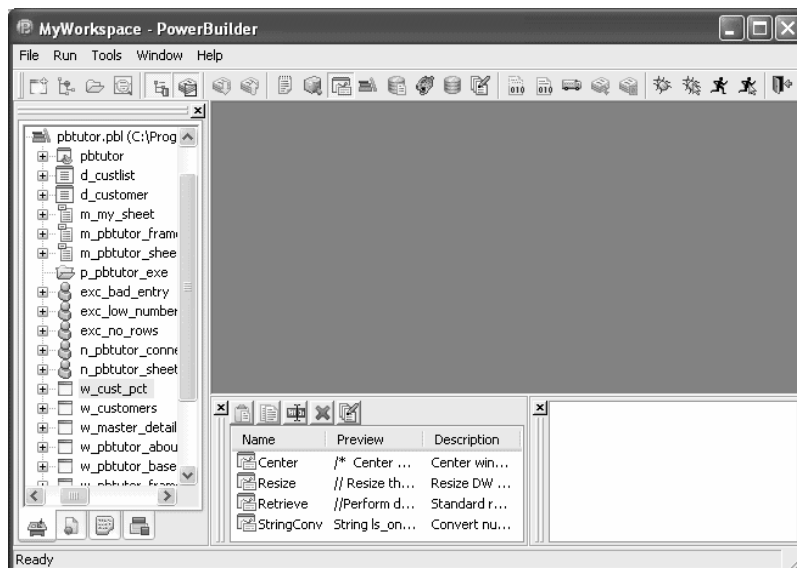 MyWorkspace - PowerBuilder
File Run Tools Window Help
pbtutor.pbl (C:\Prog
pbtutor
d_custlist
d_customer
m_my_sheet
m_pbtutor_fram
m_pbtutor_shee
p_pbtutor_exe
exc_bad_entry
exc_low_number
exc_no_rows
n_pbtutor_conne
n_pbtutor_sheet
w_cust_pct
w_customers
w_master_detail
w_pbtutor_abou
w_pbtutor_base
w_pbtutor_fram
Name Preview Description
Center /* Center ... Center win...
Resize // Resize th... Resize DW ...
Retrieve //Perform d... Standard r...
StringConv String ls_on... Convert nu...
Ready